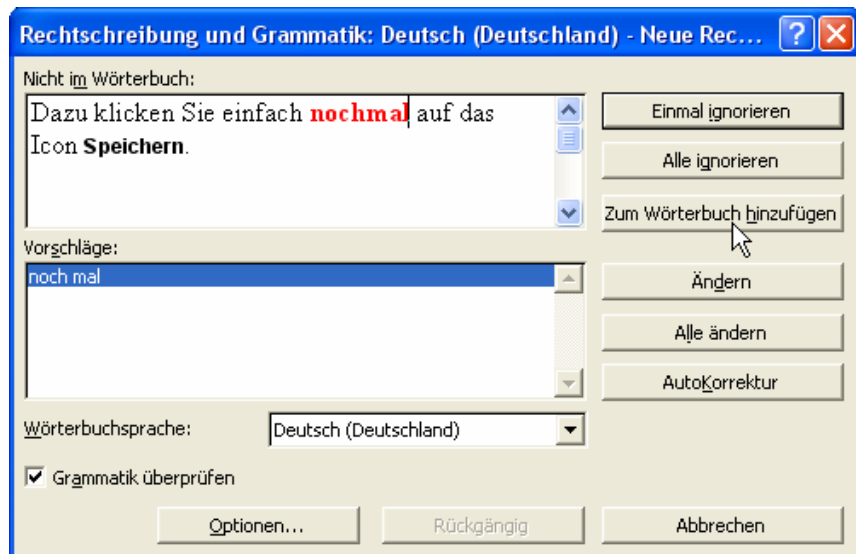 Rechtschreibung und Grammatik: Deutsch (Deutschland) - Neue Rec...
Nicht im Wörterbuch:
Dazu klicken Sie einfach nochmal auf das
Icon Speichern.
Einmal ignorieren
Alle ignorieren
Zum Wörterbuch hinzufügen
Vorschläge:
noch mal
Ändern
Alle ändern
AutoKorrektur
Wörterbuchsprache:
Deutsch (Deutschland)
Grammatik überprüfen
Optionen...
Rückgängig
Abbrechen